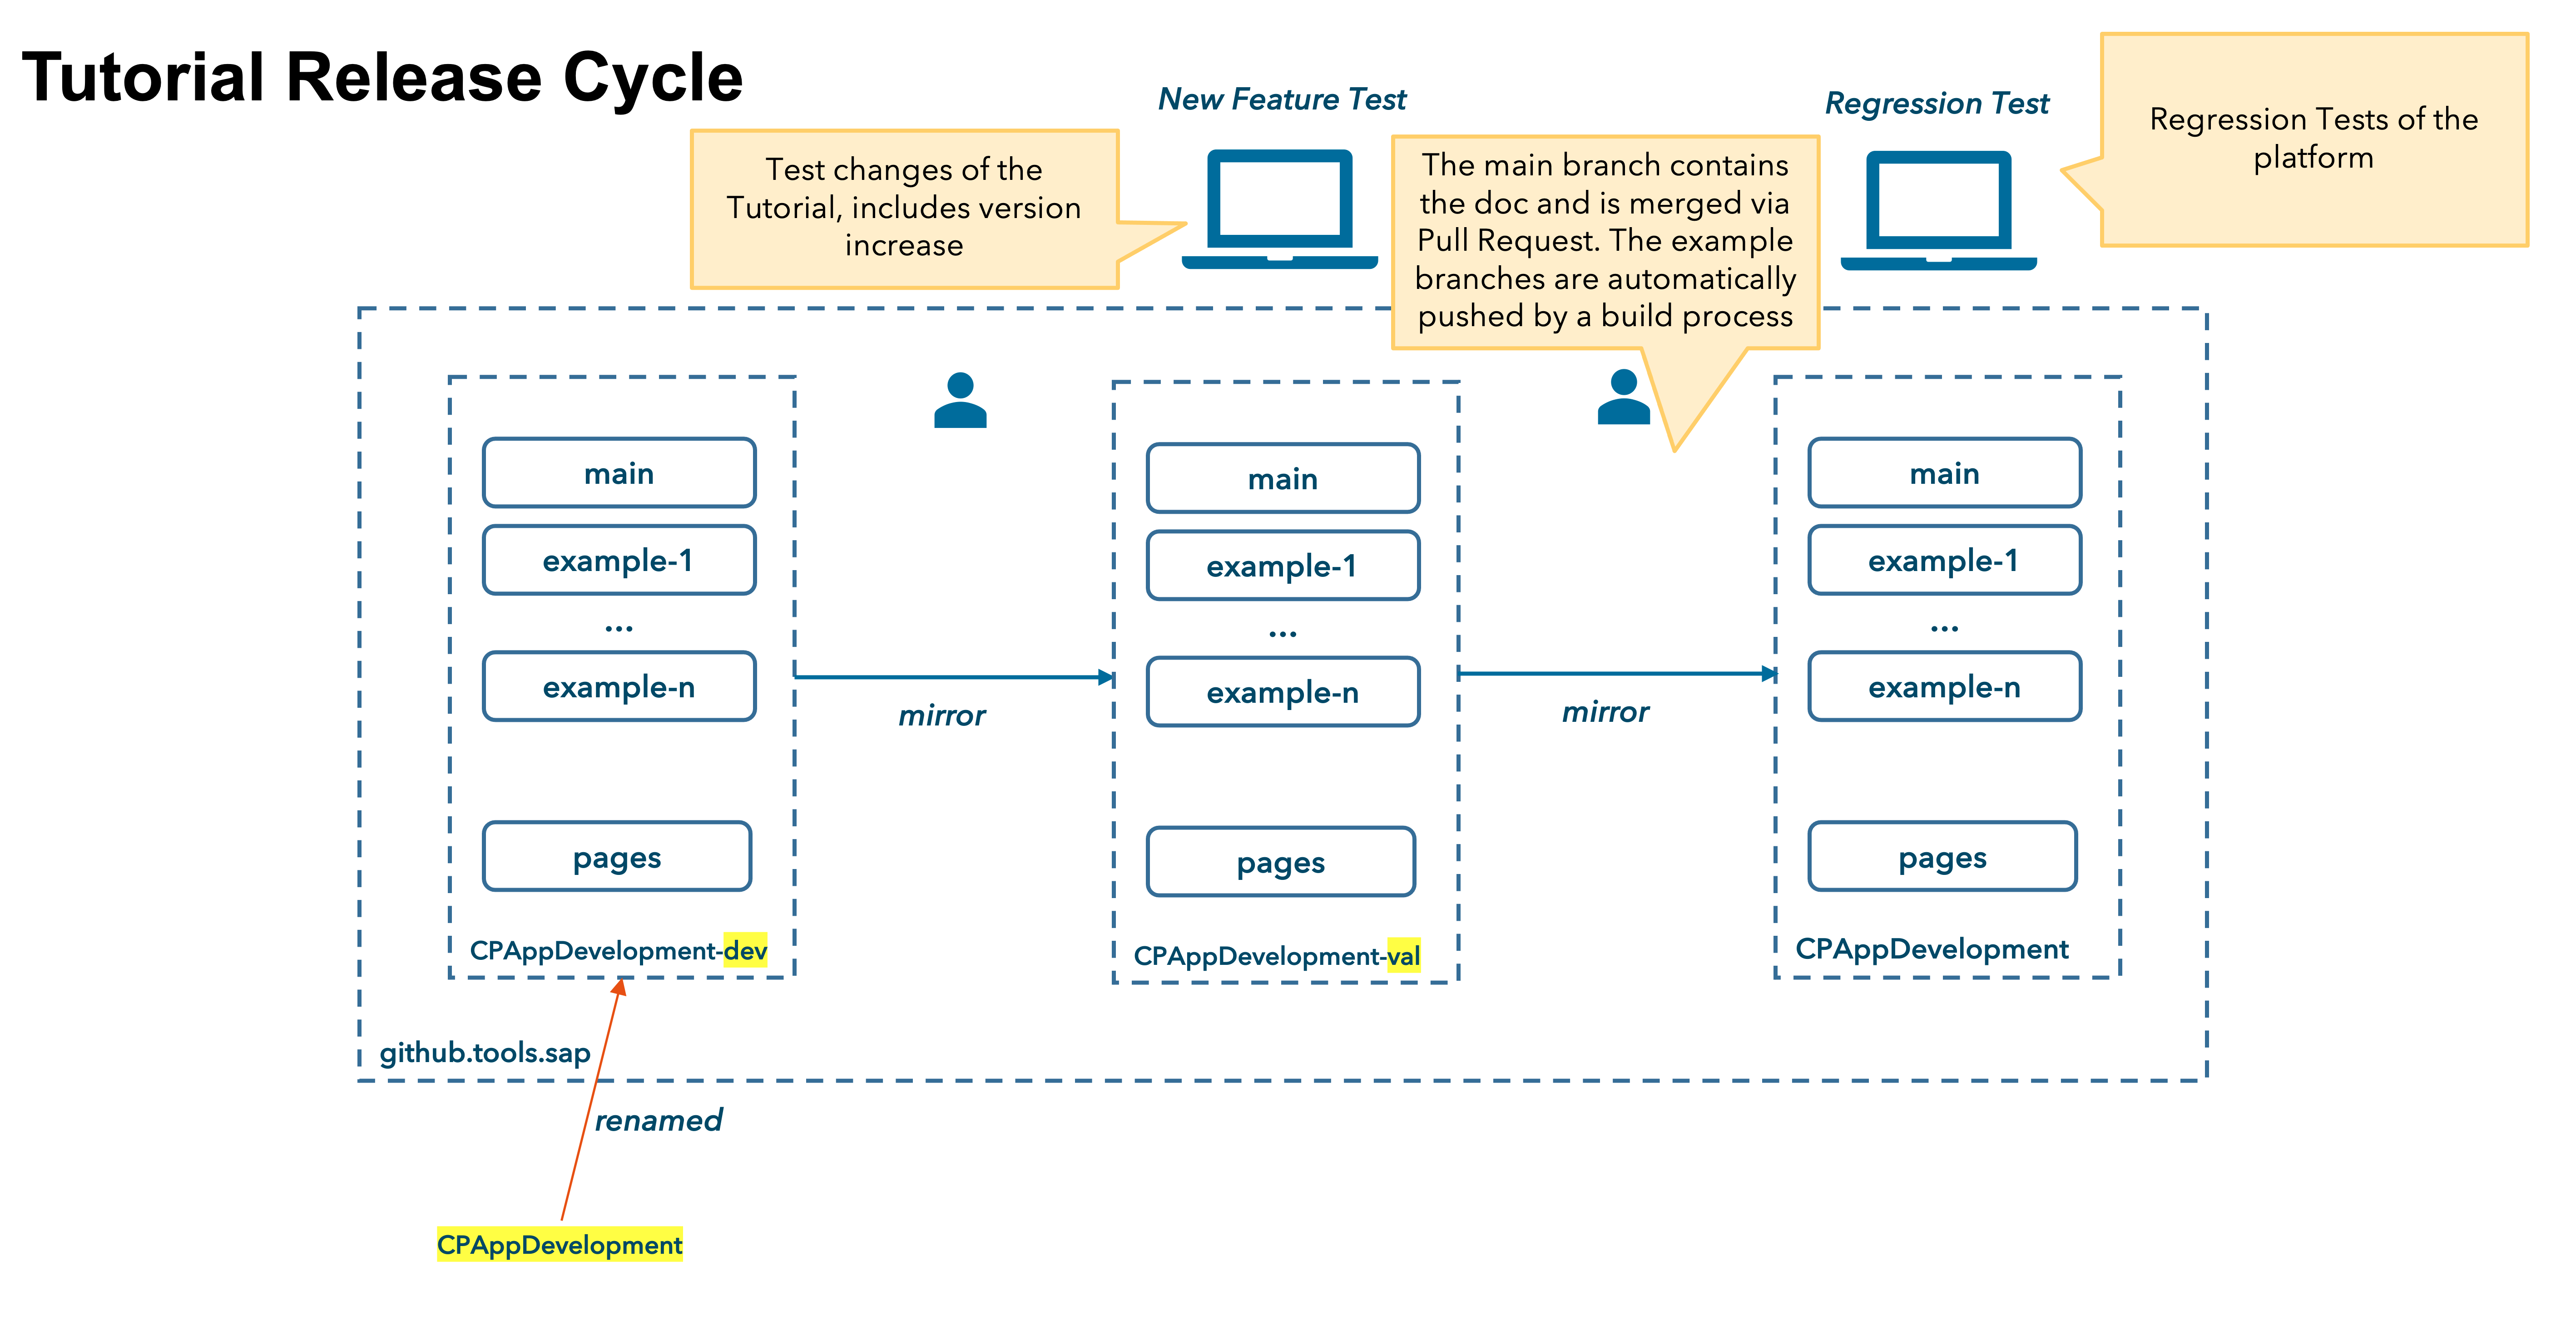 Tutorial Release Cycle
New Feature Test
Regression Test
Regression Tests of the
platform
Test changes of the
Tutorial, includes version
increase
The main branch contains
the doc and is merged via
Pull Request. The example
branches are automatically
pushed by a build process
main
example-1
...
example-n
pages
CPAppDevelopment-dev
mirror
main
example-1
...
example-n
pages
CPAppDevelopment-val
mirror
main
example-1
...
example-n
pages
CPAppDevelopment
github.tools.sap
renamed
CPAppDevelopment